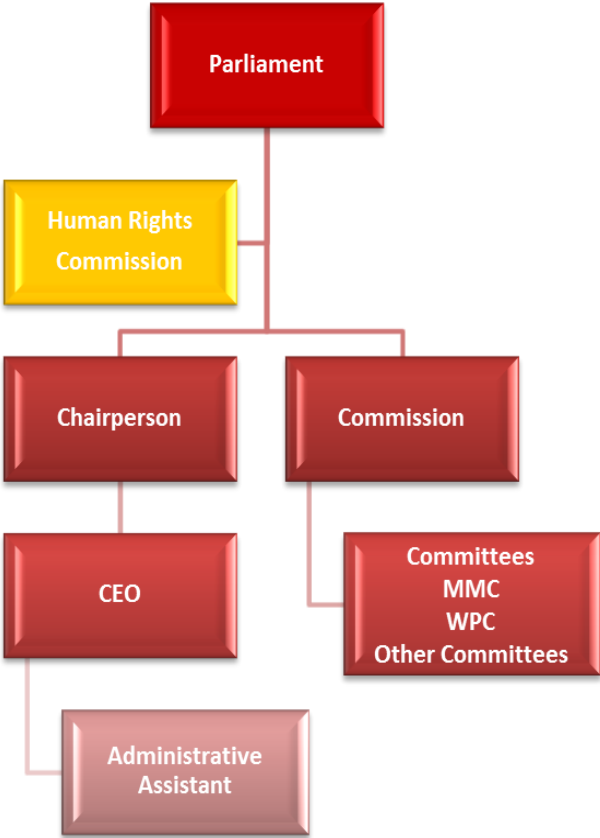 Parliament
Human Rights
Commission
Chairperson
Commission
CEO
Committees
MMC
WPC
Other Committees
Administrative
Assistant